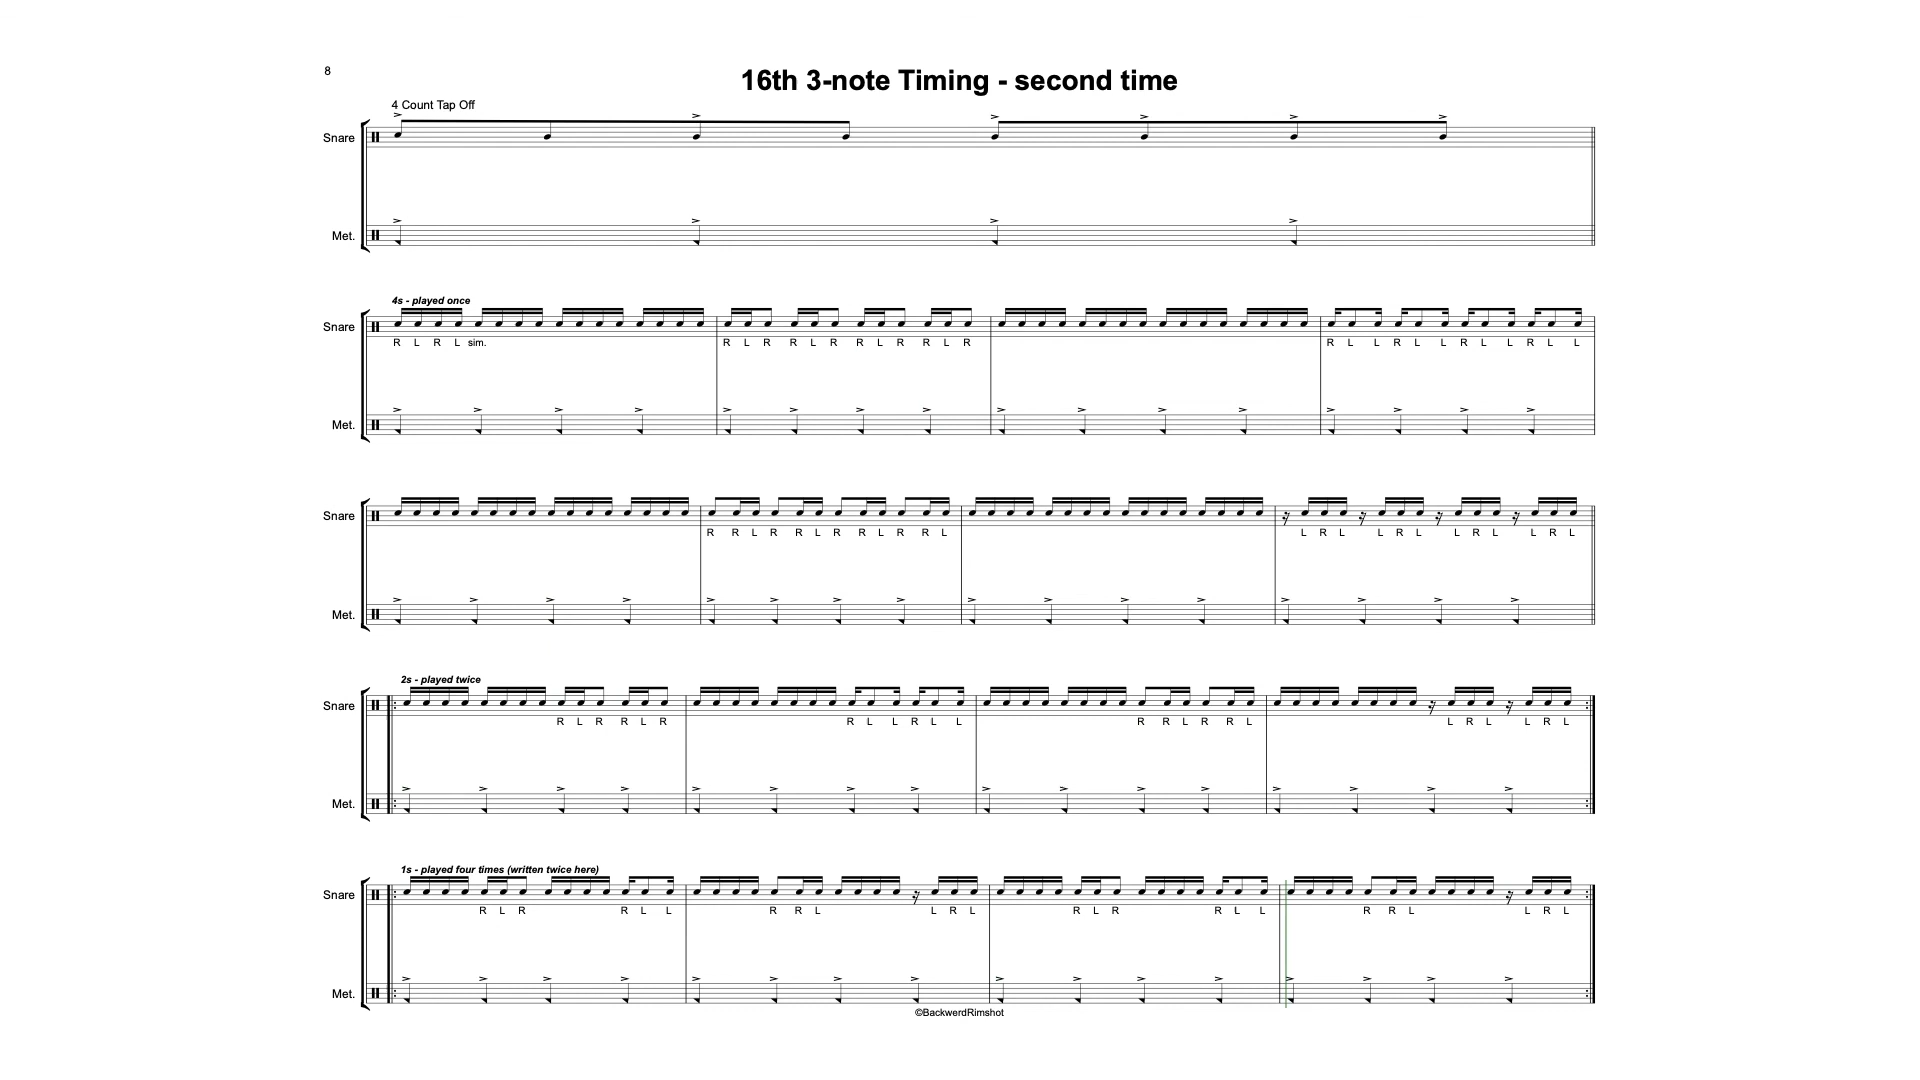 8
16th 3-note Timing - second time
4 Count Tap Off
Snare
Met.
4s - played once
Snare
R L R L sim. R L R R L R R L R R L R R L L R L L R L L R L L
Met.
Snare
R R L R R L R R L R R L L R L L R L L R L L R L
Met.
2s - played twice
Snare
R L R R L R R L L R L L R R L R R L L R L L R L
Met.
1s - played four times (written twice here)
Snare
R L R R L L R R L L R L R L R R L L R R L L R L
Met.
©BackwerdRimshot